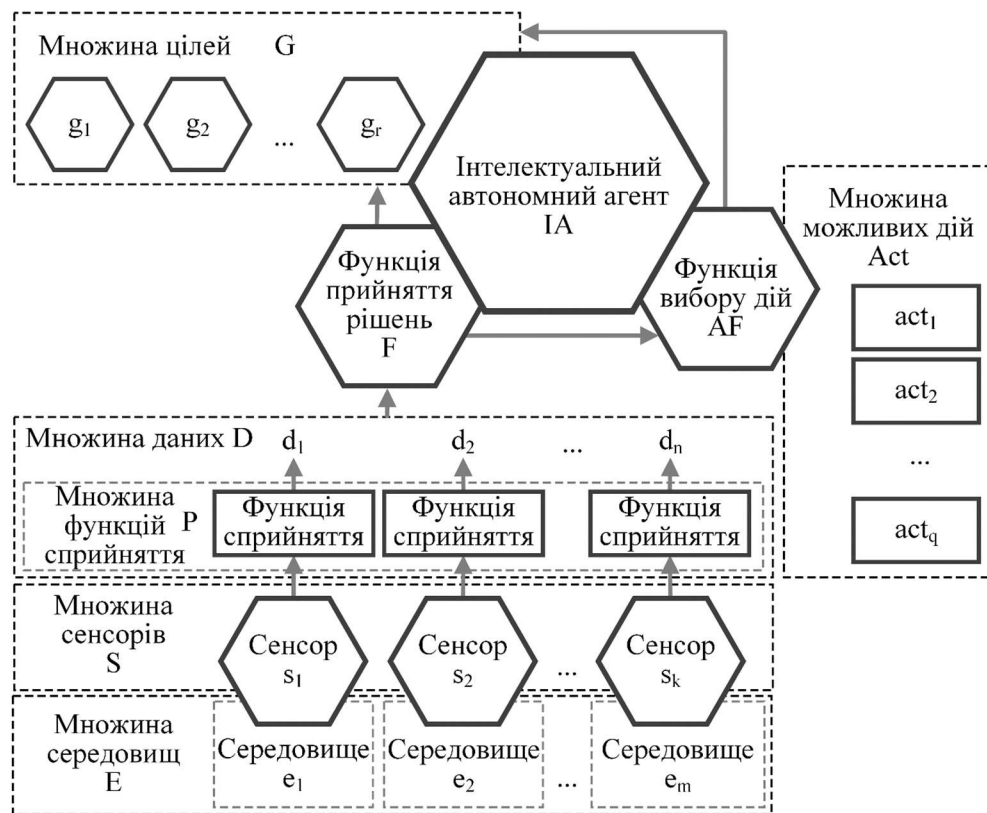 Множина цілей G
g₁ g₂ ... gᵣ
Інтелектуальний
автономний агент
IA
Функція
прийняття
рішень
F
Функція
вибору дій
AF
Множина
можливих дій
Act
act₁
act₂
...
act_q
Множина даних D
d₁ d₂ ... dₙ
Множина
функцій P
сприйняття
Функція
сприйняття
Функція
сприйняття
Функція
сприйняття
Множина
сенсорів
S
Сенсор
s₁
Сенсор
s₂
...
Сенсор
sₖ
Множина
середовищ
E
Середовище
e₁
Середовище
e₂
...
Середовище
eₘ